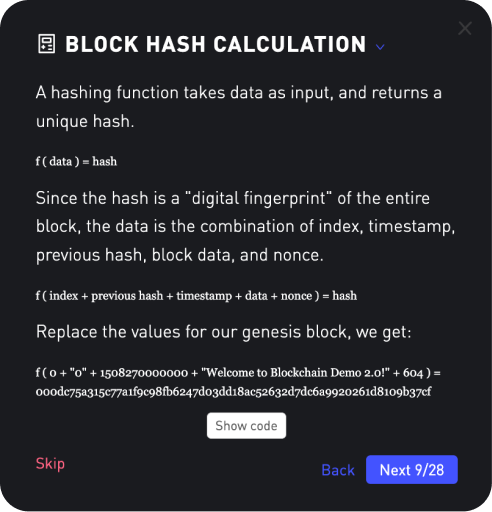 BLOCK HASH CALCULATION
A hashing function takes data as input, and returns a
unique hash.
f ( data ) = hash
Since the hash is a "digital fingerprint" of the entire
block, the data is the combination of index, timestamp,
previous hash, block data, and nonce.
f ( index + previous hash + timestamp + data + nonce ) = hash
Replace the values for our genesis block, we get:
f ( 0 + "0" + 1508270000000 + "Welcome to Blockchain Demo 2.0!" + 604 ) =
000dc75a315c77a1f9c98fb6247d03dd18ac52632d7dc6a9920261d8109b37cf
Show code
Skip
Back
Next 9/28